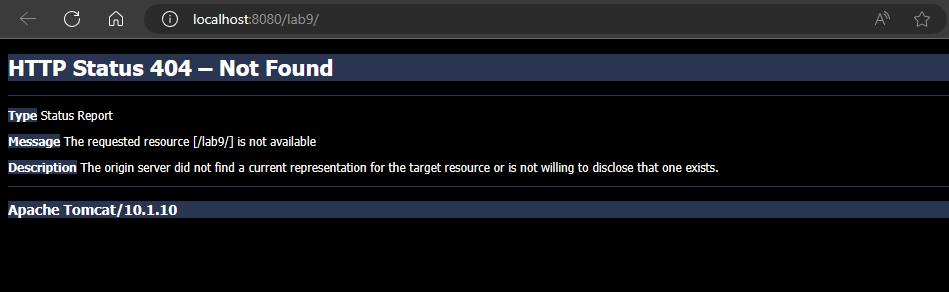 localhost:8080/lab9/
HTTP Status 404 – Not Found
Type Status Report
Message The requested resource [/lab9/] is not available
Description The origin server did not find a current representation for the target resource or is not willing to disclose that one exists.
Apache Tomcat/10.1.10